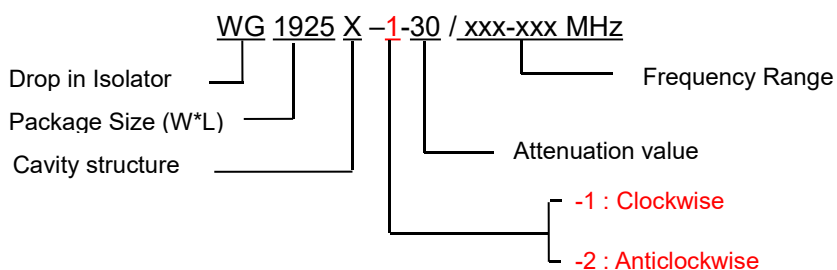 WG 1925 X –1-30 / xxx-xxx MHz
Drop in Isolator
Frequency Range
Package Size (W*L)
Attenuation value
Cavity structure
-1 : Clockwise
-2 : Anticlockwise